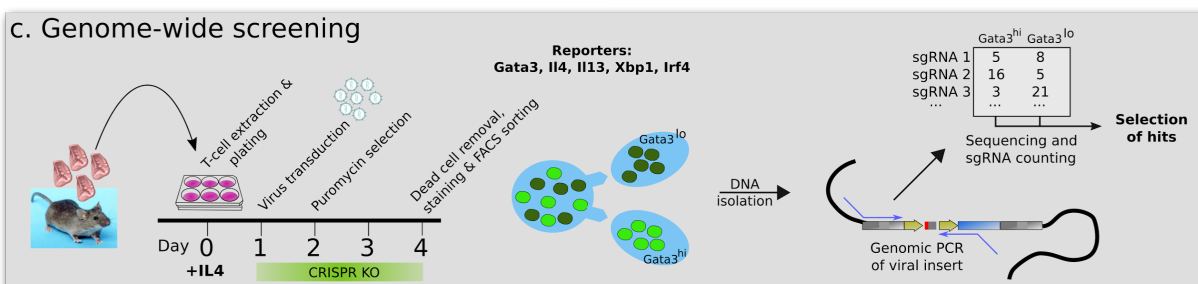 c. Genome-wide screening
T-cell extraction &
plating
Virus transduction
Puromycin selection
Dead cell removal,
staining & FACS sorting
Day 0 1 2 3 4
+IL4
CRISPR KO
Reporters:
Gata3, Il4, Il13, Xbp1, Irf4
Gata3lo
Gata3hi
DNA
isolation
Gata3hi Gata3lo
sgRNA 1 5 8
sgRNA 2 16 5
sgRNA 3 3 21
... ... ...
Sequencing and
sgRNA counting
Selection
of hits
Genomic PCR
of viral insert